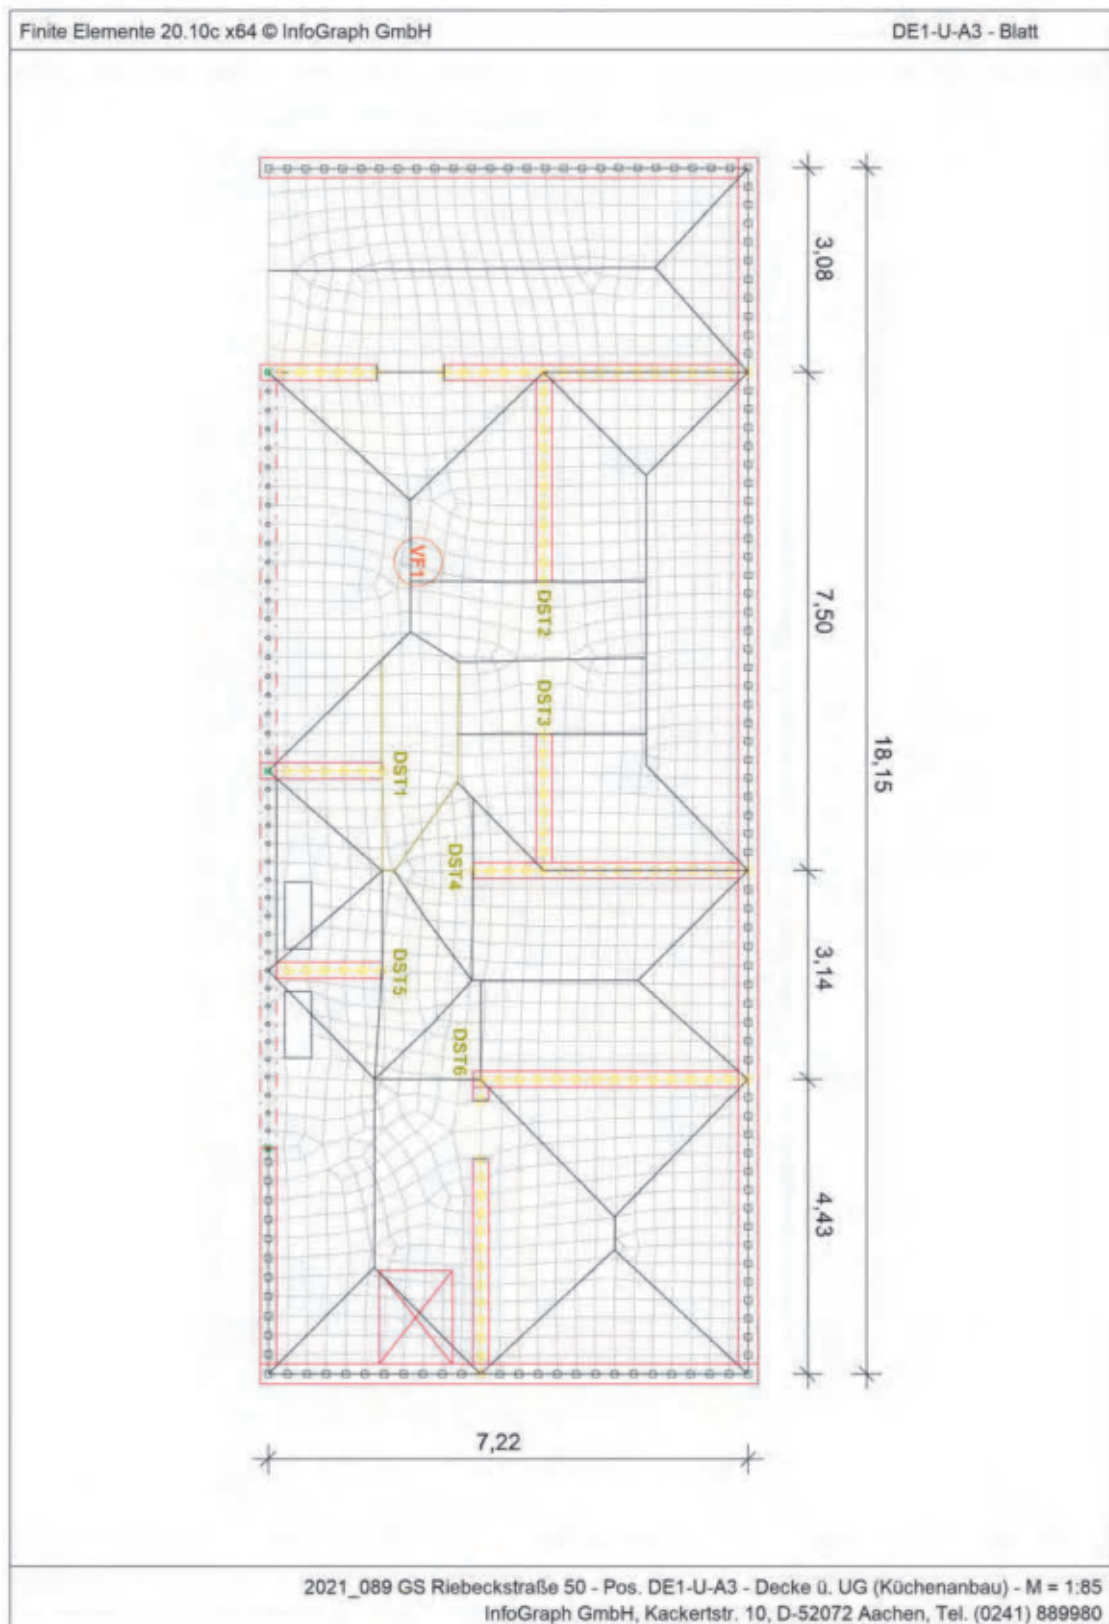 Finite Elemente 20.10c x64 © InfoGraph GmbH
DE1-U-A3 - Blatt
3,08
VF1
DST2
7,50
DST3
18,15
DST1
DST4
DST5
3,14
DST6
4,43
7,22
2021_089 GS Riebeckstraße 50 - Pos. DE1-U-A3 - Decke ü. UG (Küchenanbau) - M = 1:85
InfoGraph GmbH, Kackertstr. 10, D-52072 Aachen, Tel. (0241) 889980